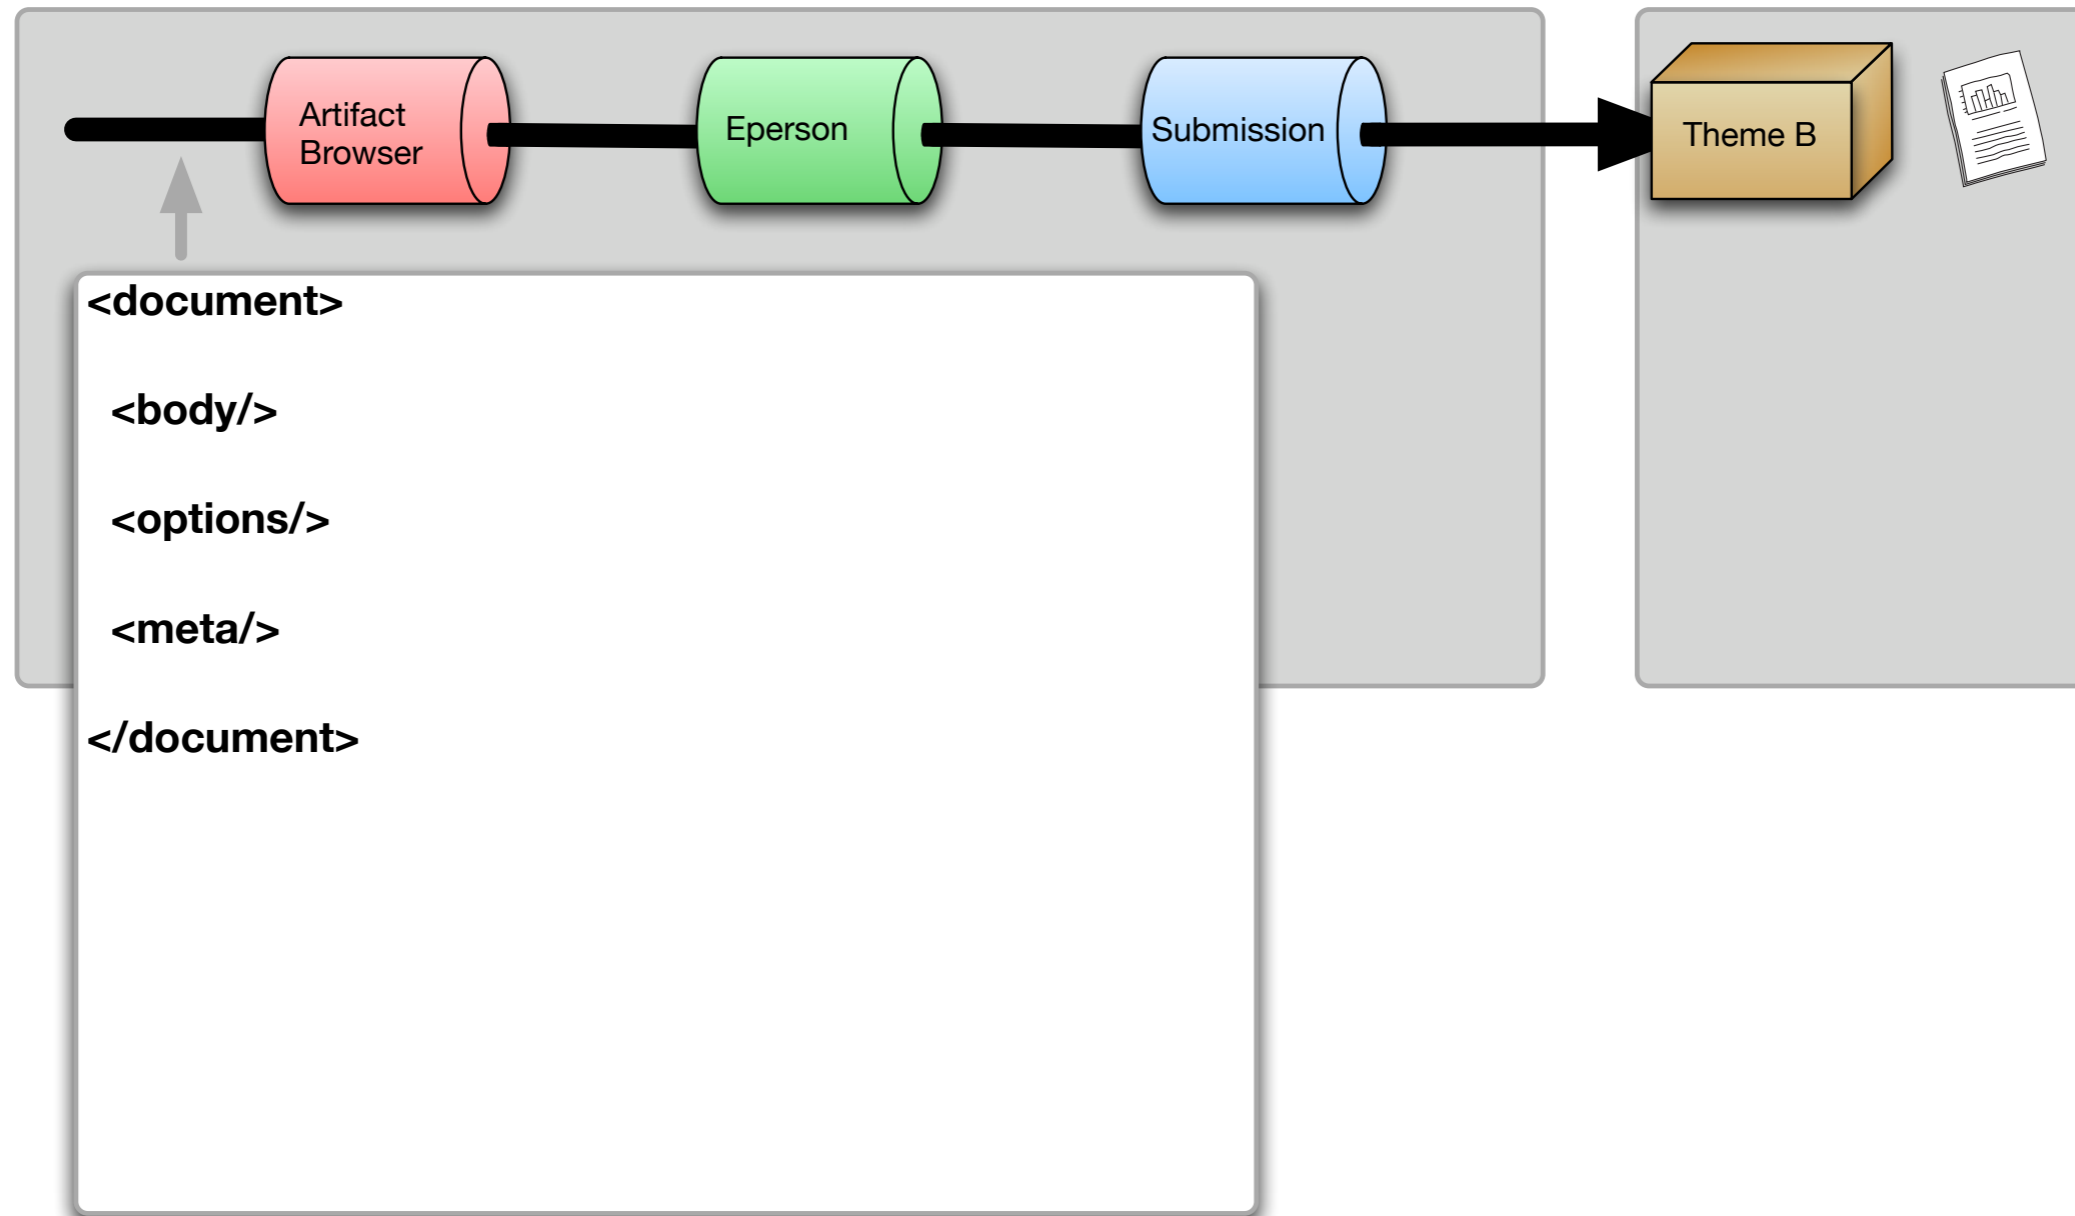 Artifact
Browser
Eperson
Submission
Theme B
<document>
<body/>
<options/>
<meta/>
</document>